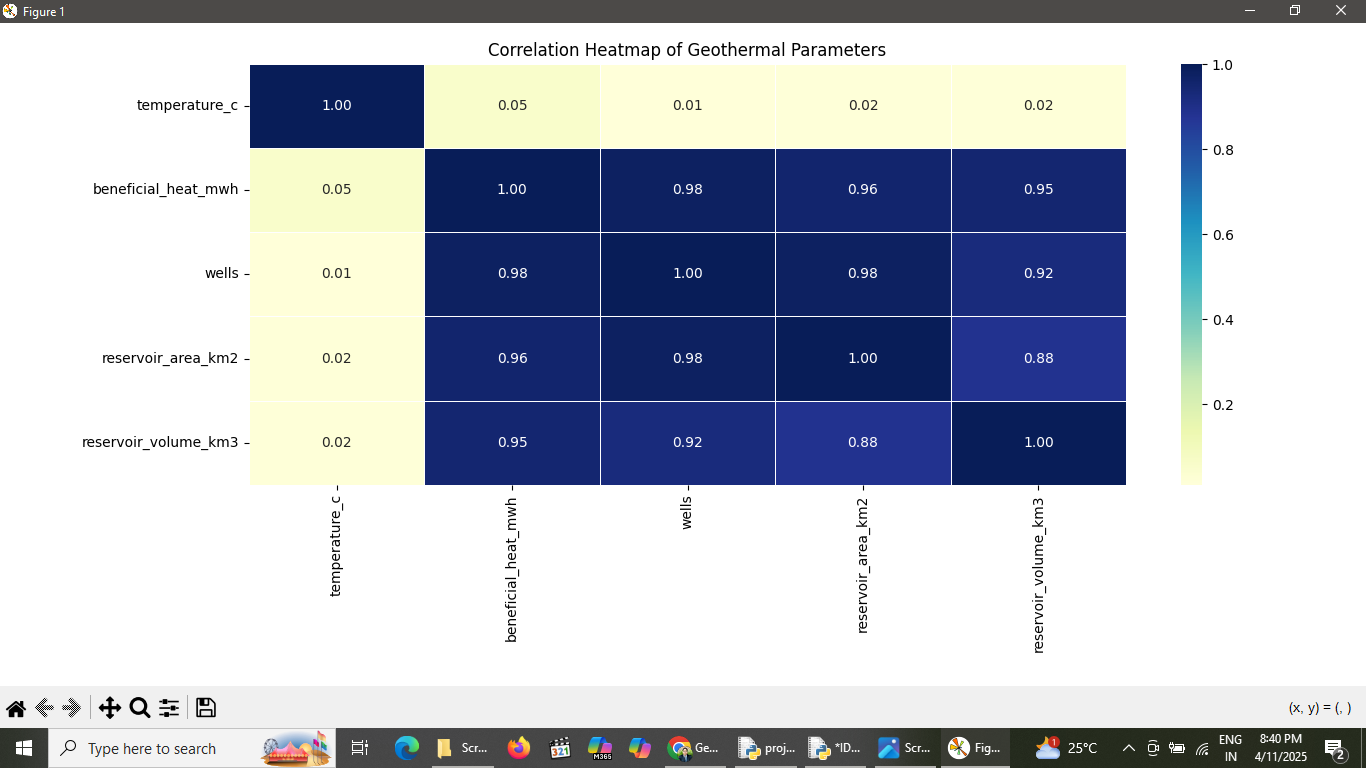 Figure 1
Correlation Heatmap of Geothermal Parameters
temperature_c 1.00 0.05 0.01 0.02 0.02
beneficial_heat_mwh 0.05 1.00 0.98 0.96 0.95
wells 0.01 0.98 1.00 0.98 0.92
reservoir_area_km2 0.02 0.96 0.98 1.00 0.88
reservoir_volume_km3 0.02 0.95 0.92 0.88 1.00
temperature_c
beneficial_heat_mwh
wells
reservoir_area_km2
reservoir_volume_km3
1.0
0.8
0.6
0.4
0.2
(x, y) = (, )
Type here to search
321
M365
Scr...
Ge...
proj...
*ID...
Scr...
Fig...
1
25°C
ENG
IN
8:40 PM
4/11/2025
2